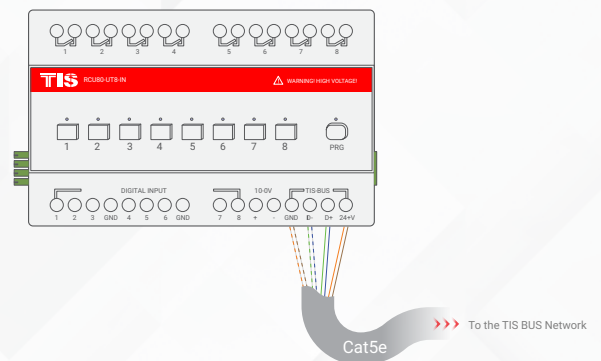 1 2 3 4 5 6 7 8
TIS RCU80-UT8-IN WARNING! HIGH VOLTAGE!
1 2 3 4 5 6 7 8 PRG
DIGITAL INPUT 10-0V TIS-BUS
1 2 3 GND 4 5 6 GND 7 8 + - GND D- D+ 24+V
To the TIS BUS Network
Cat5e